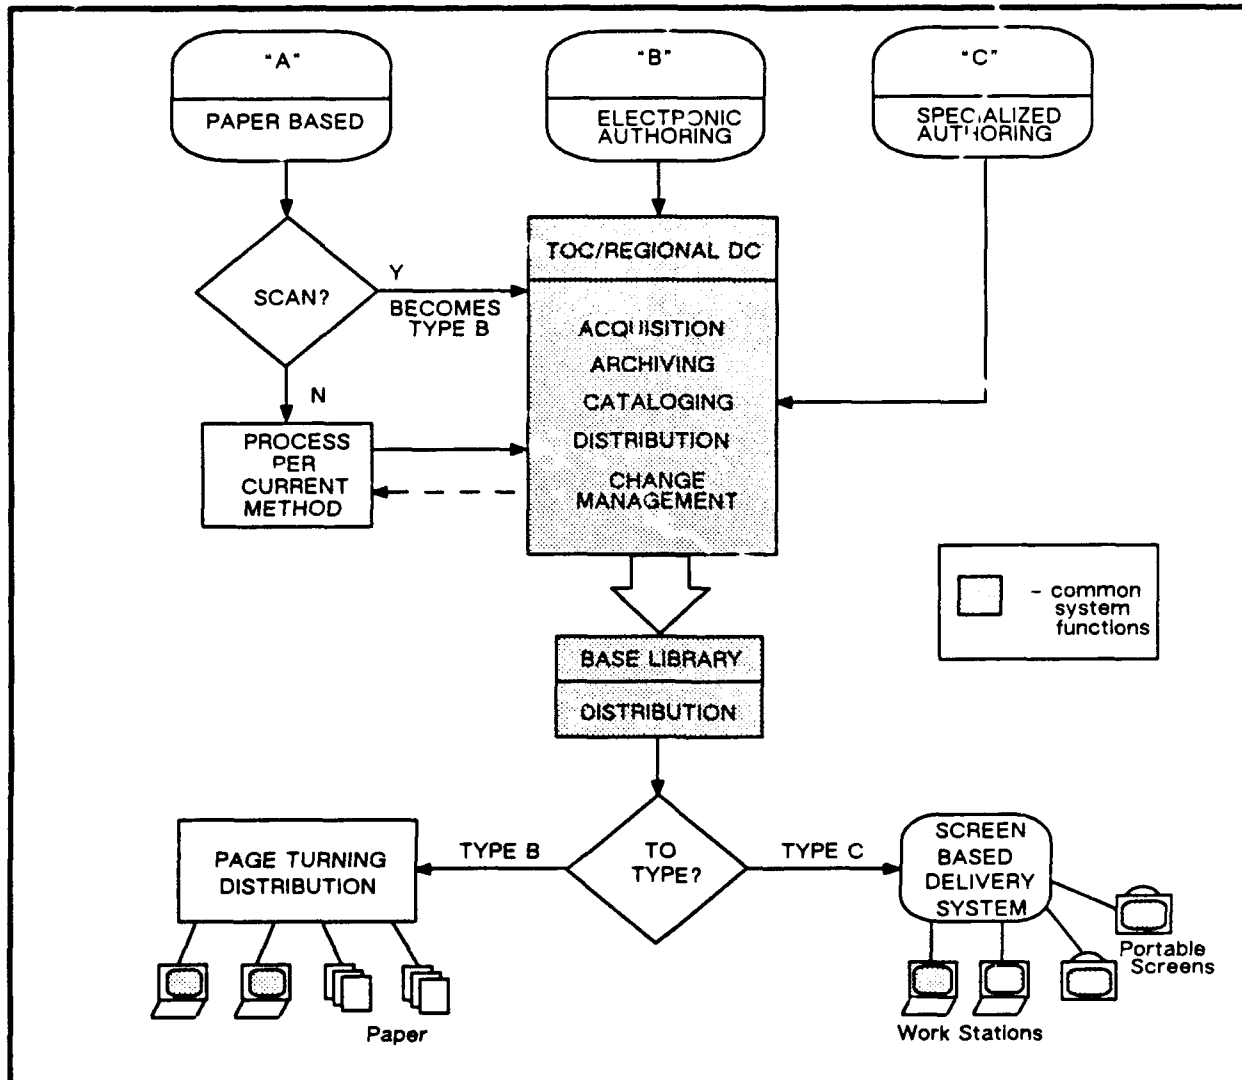 "A"
PAPER BASED
"B"
ELECTRONIC
AUTHORING
"C"
SPECIALIZED
AUTHORING
SCAN?
Y
BECOMES
TYPE B
N
PROCESS
PER
CURRENT
METHOD
TOC/REGIONAL DC
ACQUISITION
ARCHIVING
CATALOGING
DISTRIBUTION
CHANGE
MANAGEMENT
- common
system
functions
BASE LIBRARY
DISTRIBUTION
TO
TYPE?
TYPE B
TYPE C
PAGE TURNING
DISTRIBUTION
SCREEN
BASED
DELIVERY
SYSTEM
Paper
Work Stations
Portable
Screens